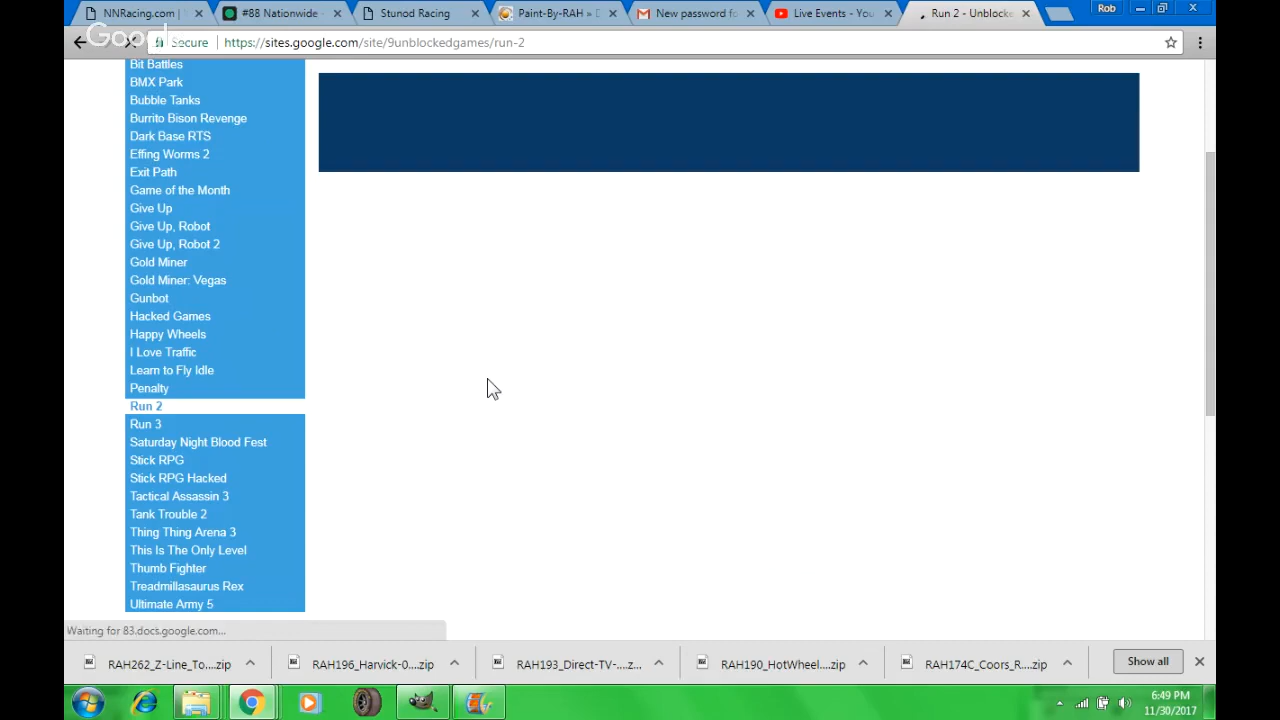 NNRacing.com |
#88 Nationwide
Stunod Racing
Paint-By-RAH » D
New password fo
Live Events - You
Run 2 - Unblocke
Rob
Secure
https://sites.google.com/site/9unblockedgames/run-2
Bit Battles
BMX Park
Bubble Tanks
Burrito Bison Revenge
Dark Base RTS
Effing Worms 2
Exit Path
Game of the Month
Give Up
Give Up, Robot
Give Up, Robot 2
Gold Miner
Gold Miner: Vegas
Gunbot
Hacked Games
Happy Wheels
I Love Traffic
Learn to Fly Idle
Penalty
Run 2
Run 3
Saturday Night Blood Fest
Stick RPG
Stick RPG Hacked
Tactical Assassin 3
Tank Trouble 2
Thing Thing Arena 3
This Is The Only Level
Thumb Fighter
Treadmillasaurus Rex
Ultimate Army 5
Waiting for 83.docs.google.com...
RAH262_Z-Line_To....zip
RAH196_Harvick-0....zip
RAH193_Direct-TV-....z...
RAH190_HotWheel....zip
RAH174C_Coors_R....zip
Show all
6:49 PM
11/30/2017